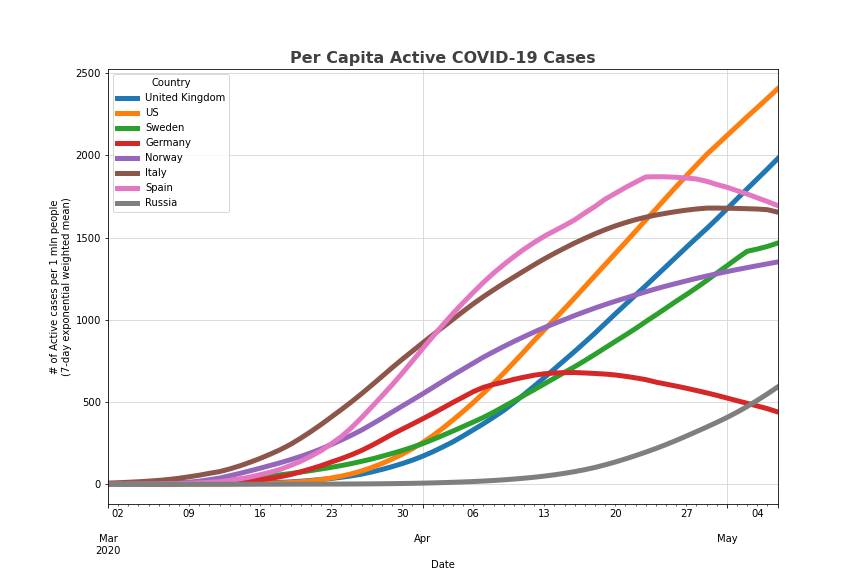 Per Capita Active COVID-19 Cases
Country
United Kingdom
US
Sweden
Germany
Norway
Italy
Spain
Russia
2500
2000
1500
1000
500
0
# of Active cases per 1 mln people
(7-day exponential weighted mean)
02 09 16 23 30 06 13 20 27 04
Mar Apr May
2020
Date